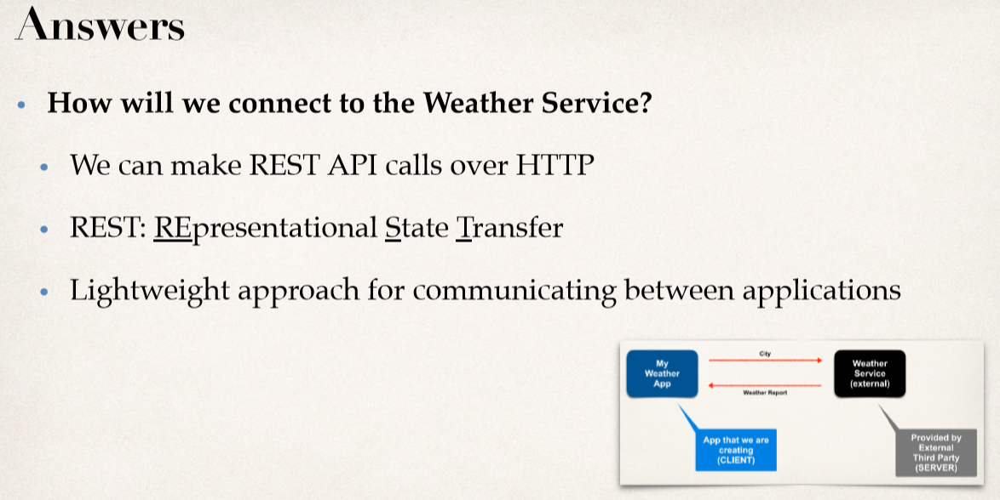 Answers
• How will we connect to the Weather Service?
• We can make REST API calls over HTTP
• REST: REpresentational State Transfer
• Lightweight approach for communicating between applications
My
Weather
App
City
Weather Report
Weather
Service
(external)
App that we are
creating
(CLIENT)
Provided by
External
Third Party
(SERVER)